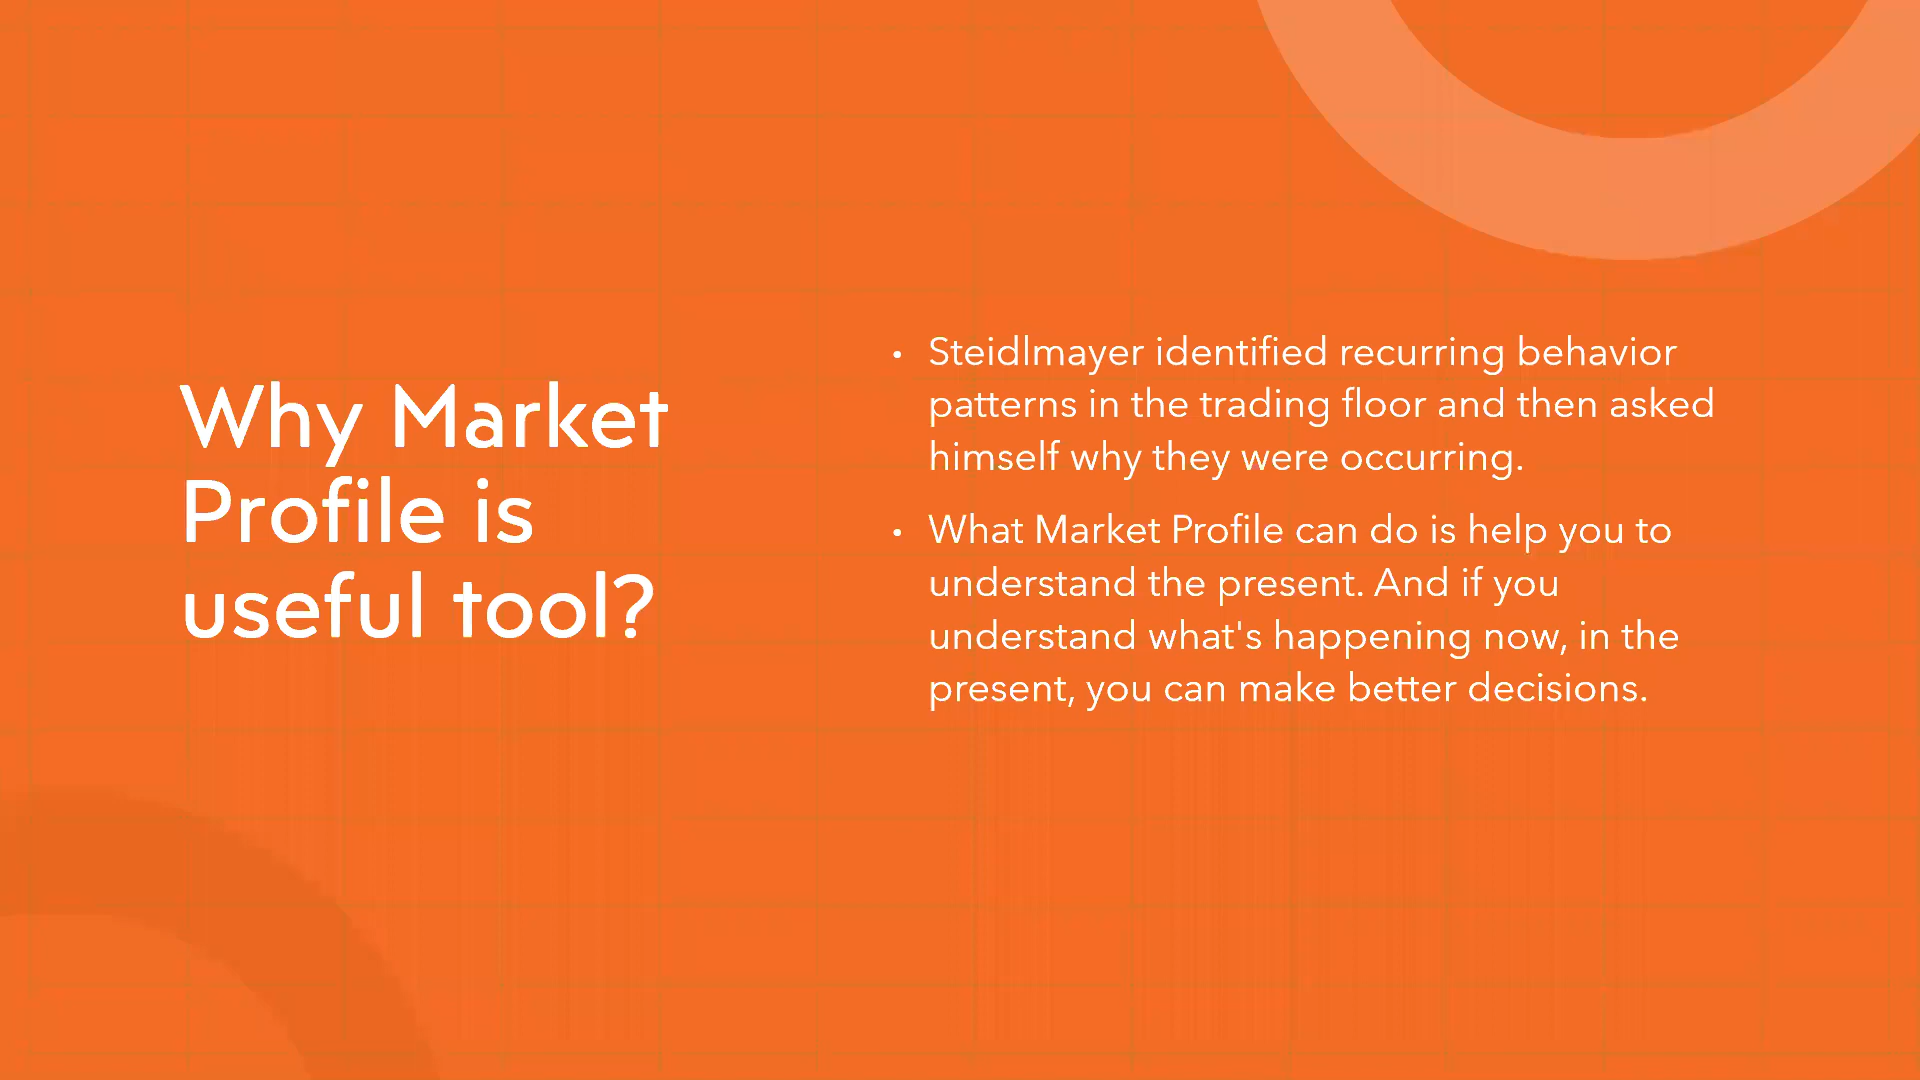 Why Market
Profile is
useful tool?
• Steidlmayer identified recurring behavior
patterns in the trading floor and then asked
himself why they were occurring.
• What Market Profile can do is help you to
understand the present. And if you
understand what's happening now, in the
present, you can make better decisions.